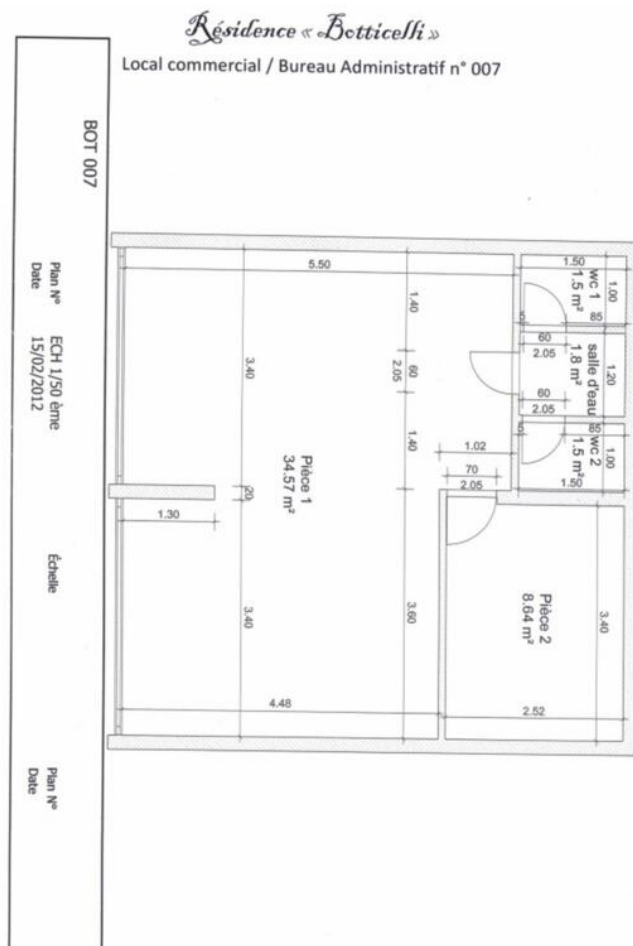 Résidence « Botticelli »
Local commercial / Bureau Administratif n° 007
BOT 007
Plan N°
Date
ECH 1/50 ème
15/02/2012
Échelle
Plan N°
Date
5.50
1.40
60
2.05
1.40
3.40
20
1.30
3.40
3.60
4.48
Pièce 1
34.57 m²
1.50
wc 1
1.5 m²
1.00
5
85
60
2.05
salle d'eau
1.8 m²
1.20
60
2.05
5
85
wc 2
1.5 m²
1.00
1.50
1.02
70
2.05
Pièce 2
8.64 m²
3.40
2.52